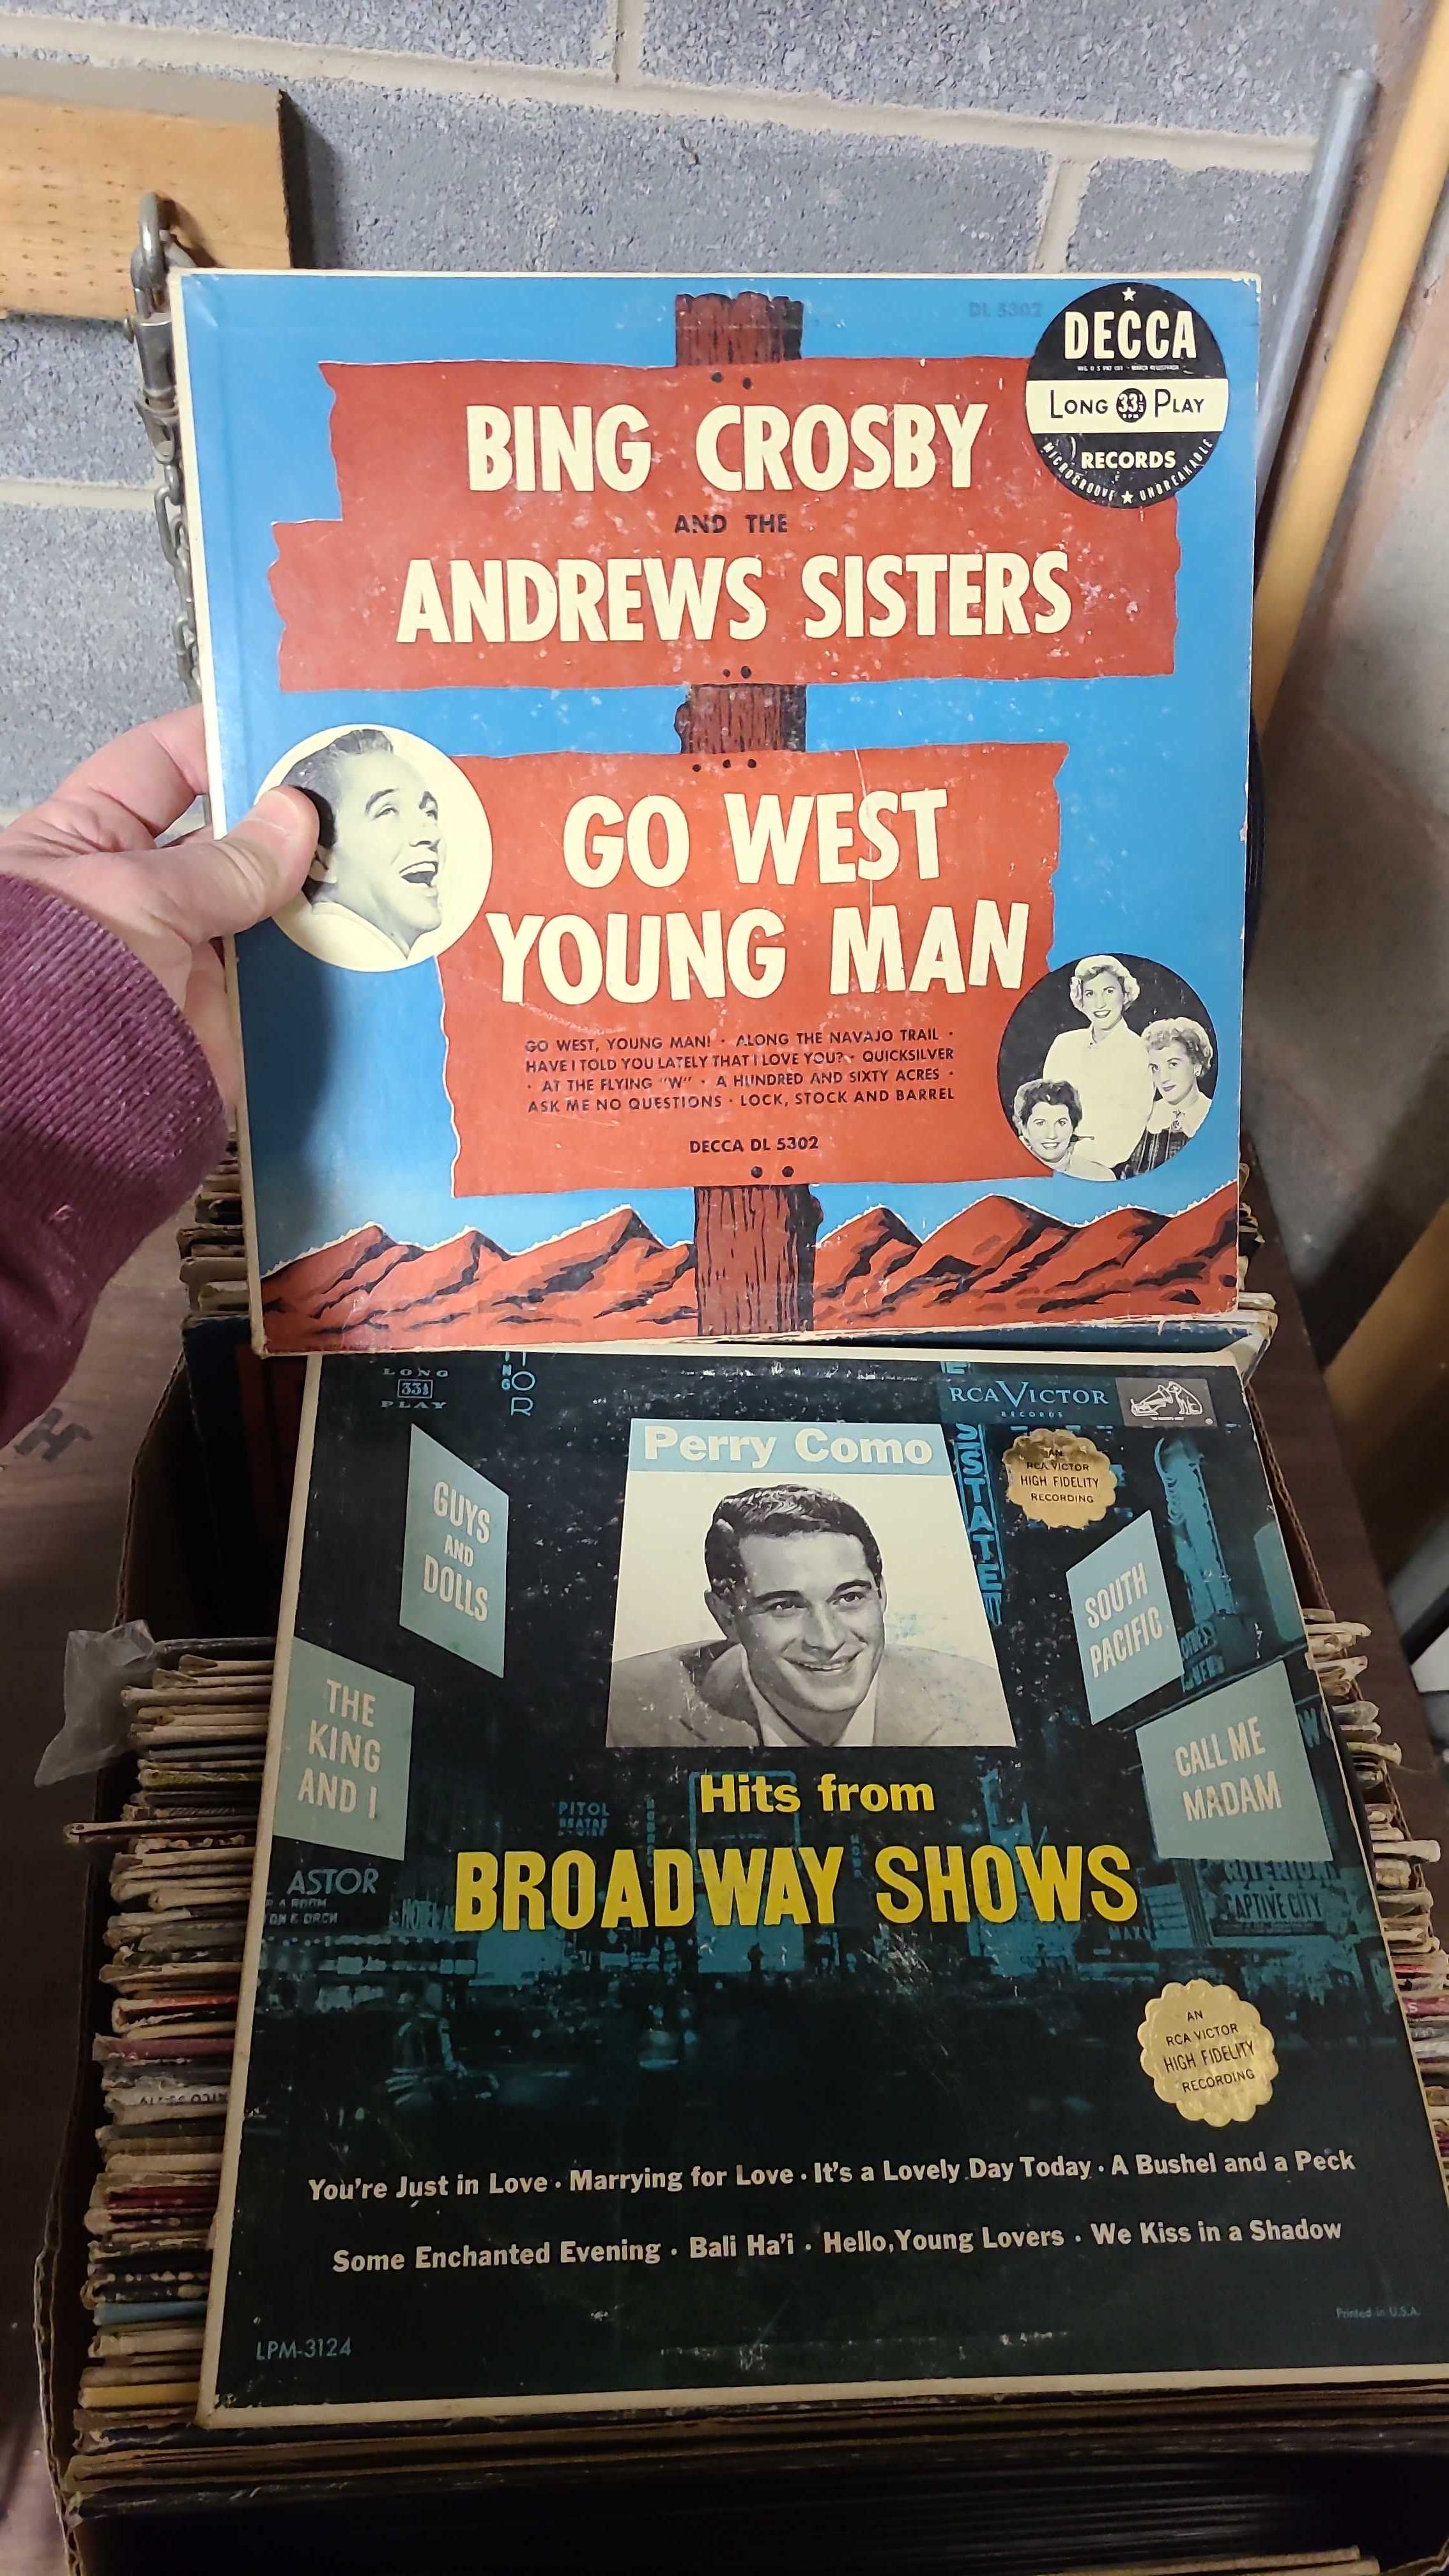 DL 5302
DECCA
LONG 33⅓ PLAY
RPM
RECORDS
MICROGROOVE ★ UNBREAKABLE
BING CROSBY
AND THE
ANDREWS SISTERS
GO WEST
YOUNG MAN
GO WEST, YOUNG MAN! · ALONG THE NAVAJO TRAIL ·
HAVE I TOLD YOU LATELY THAT I LOVE YOU? · QUICKSILVER
· AT THE FLYING "W" · A HUNDRED AND SIXTY ACRES ·
ASK ME NO QUESTIONS · LOCK, STOCK AND BARREL
DECCA DL 5302
LONG
33⅓
PLAY
RCA VICTOR
RECORDS
Perry Como
AN
RCA VICTOR
HIGH FIDELITY
RECORDING
STATE
GUYS
AND
DOLLS
SOUTH
PACIFIC
THE
KING
AND I
CALL ME
MADAM
Hits from
BROADWAY SHOWS
PITOL
ASTOR
ROOM
HOTEL
CAPTIVE CITY
AN
RCA VICTOR
HIGH FIDELITY
RECORDING
You're Just in Love · Marrying for Love · It's a Lovely Day Today · A Bushel and a Peck
Some Enchanted Evening · Bali Ha'i · Hello, Young Lovers · We Kiss in a Shadow
Printed in U.S.A.
LPM-3124